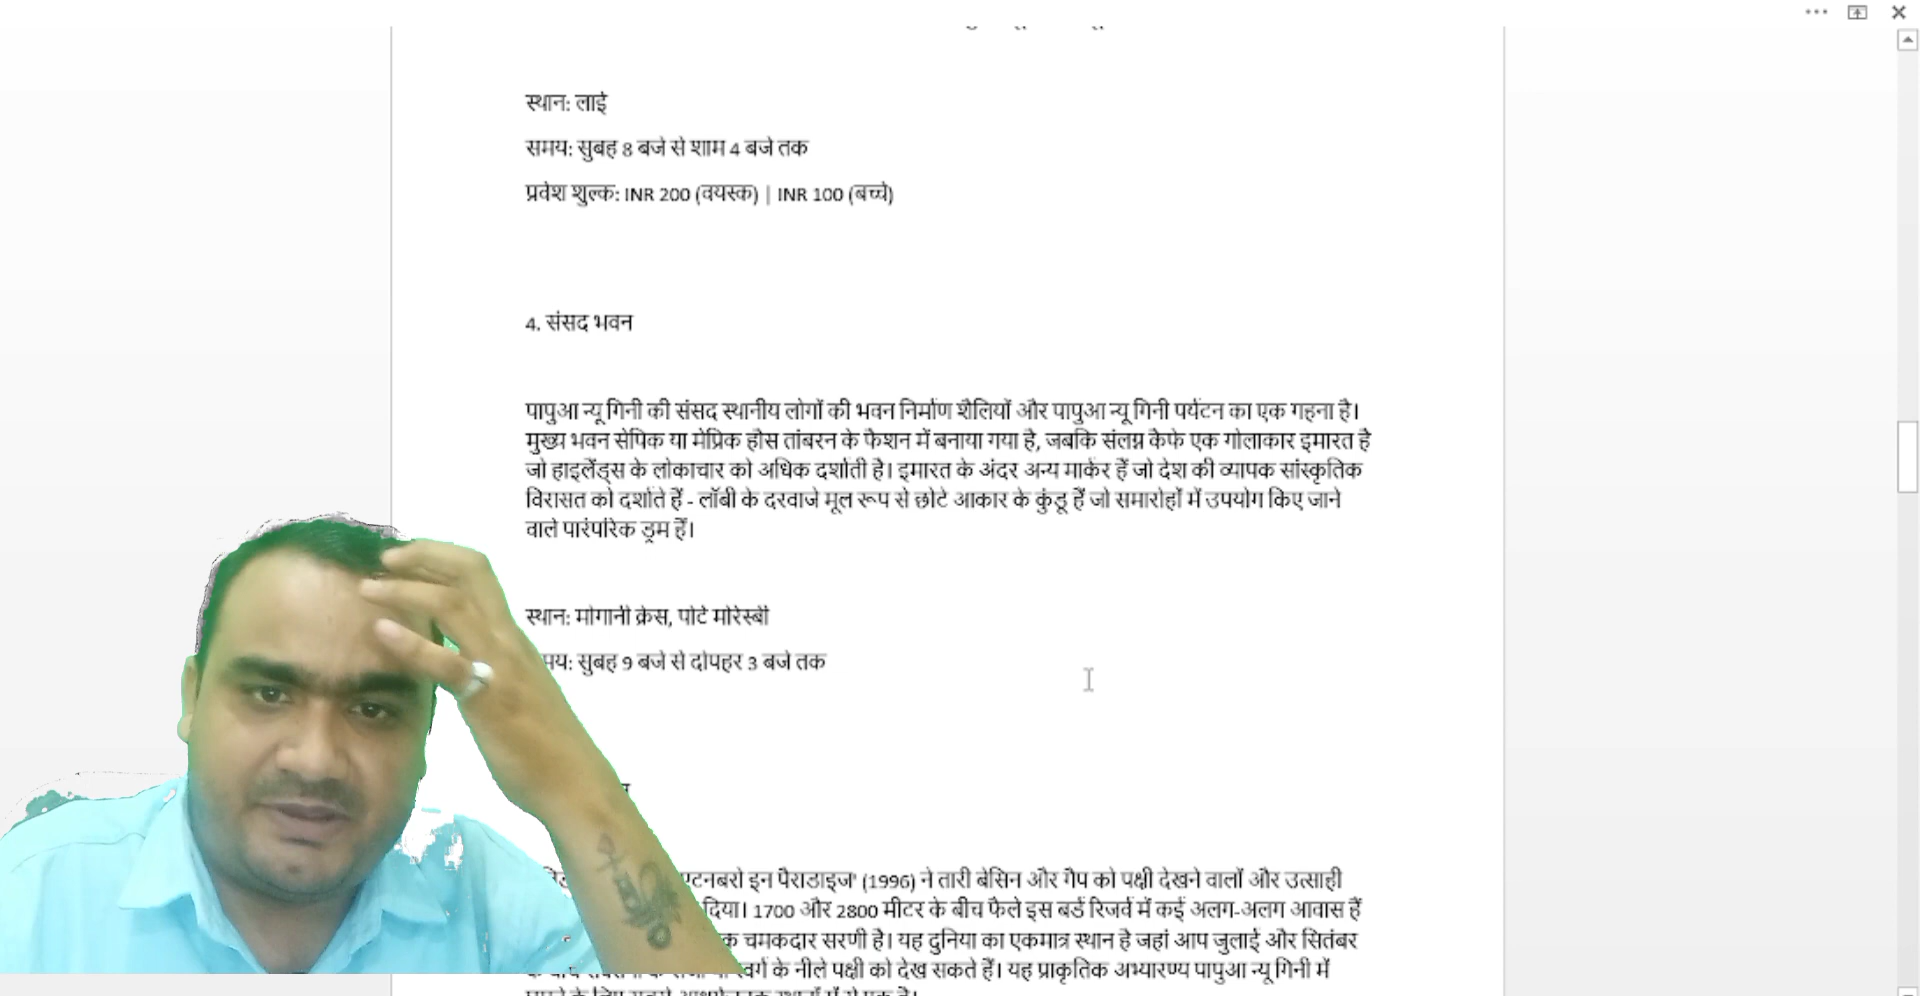 स्थान: लाई
समय: सुबह 8 बजे से शाम 4 बजे तक
प्रवेश शुल्क: INR 200 (वयस्क) | INR 100 (बच्चे)
4. संसद भवन
पापुआ न्यू गिनी की संसद स्थानीय लोगों की भवन निर्माण शैलियों और पापुआ न्यू गिनी पर्यटन का एक गहना है।
मुख्य भवन सेपिक या मेप्रिक हौस तांबरन के फैशन में बनाया गया है, जबकि संलग्न कैफे एक गोलाकार इमारत है
जो हाइलैंड्स के लोकाचार को अधिक दर्शाती है। इमारत के अंदर अन्य मार्कर हैं जो देश की व्यापक सांस्कृतिक
विरासत को दर्शाते हैं - लॉबी के दरवाजे मूल रूप से छोटे आकार के कुंडू हैं जो समारोहों में उपयोग किए जाने
वाले पारंपरिक ड्रम हैं।
स्थान: मोगानी क्रेस, पोर्ट मोरेस्बी
मय: सुबह 9 बजे से दोपहर 3 बजे तक
एटनबरो इन पैराडाइज' (1996) ने तारी बेसिन और गैप को पक्षी देखने वालों और उत्साही
दिया। 1700 और 2800 मीटर के बीच फैले इस बर्ड रिजर्व में कई अलग-अलग आवास हैं
क चमकदार सरणी है। यह दुनिया का एकमात्र स्थान है जहां आप जुलाई और सितंबर
स्वर्ग के नीले पक्षी को देख सकते हैं। यह प्राकृतिक अभ्यारण्य पापुआ न्यू गिनी में